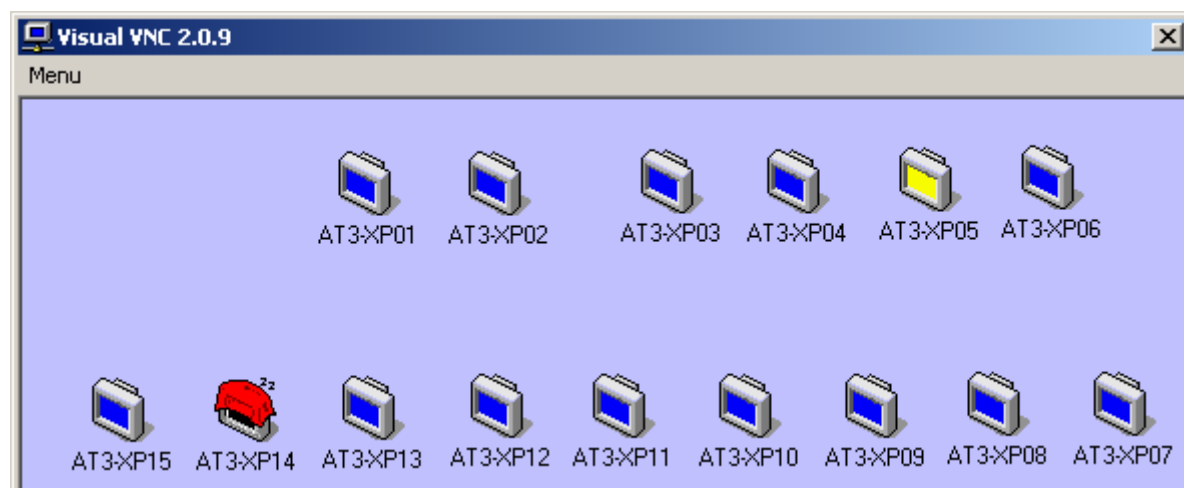 Visual VNC 2.0.9
Menu
AT3-XP01 AT3-XP02 AT3-XP03 AT3-XP04 AT3-XP05 AT3-XP06
zz
AT3-XP15 AT3-XP14 AT3-XP13 AT3-XP12 AT3-XP11 AT3-XP10 AT3-XP09 AT3-XP08 AT3-XP07